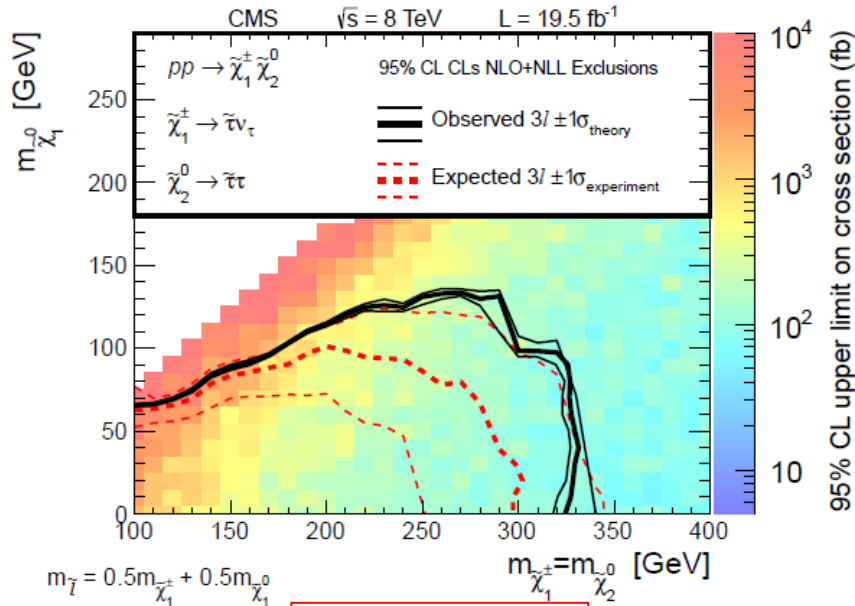 CMS √s = 8 TeV L = 19.5 fb⁻¹
pp → χ̃₁± χ̃₂⁰
95% CL CLs NLO+NLL Exclusions
χ̃₁± → τ̃ν_τ
Observed 3l ±1σ_theory
χ̃₂⁰ → τ̃τ
Expected 3l ±1σ_experiment
m_χ̃₁⁰ [GeV]
250
200
150
100
50
0
100 150 200 250 300 350 400
m_χ̃₁± = m_χ̃₂⁰ [GeV]
m_l̃ = 0.5m_χ̃₁± + 0.5m_χ̃₁⁰
10⁴
10³
10²
10
95% CL upper limit on cross section (fb)